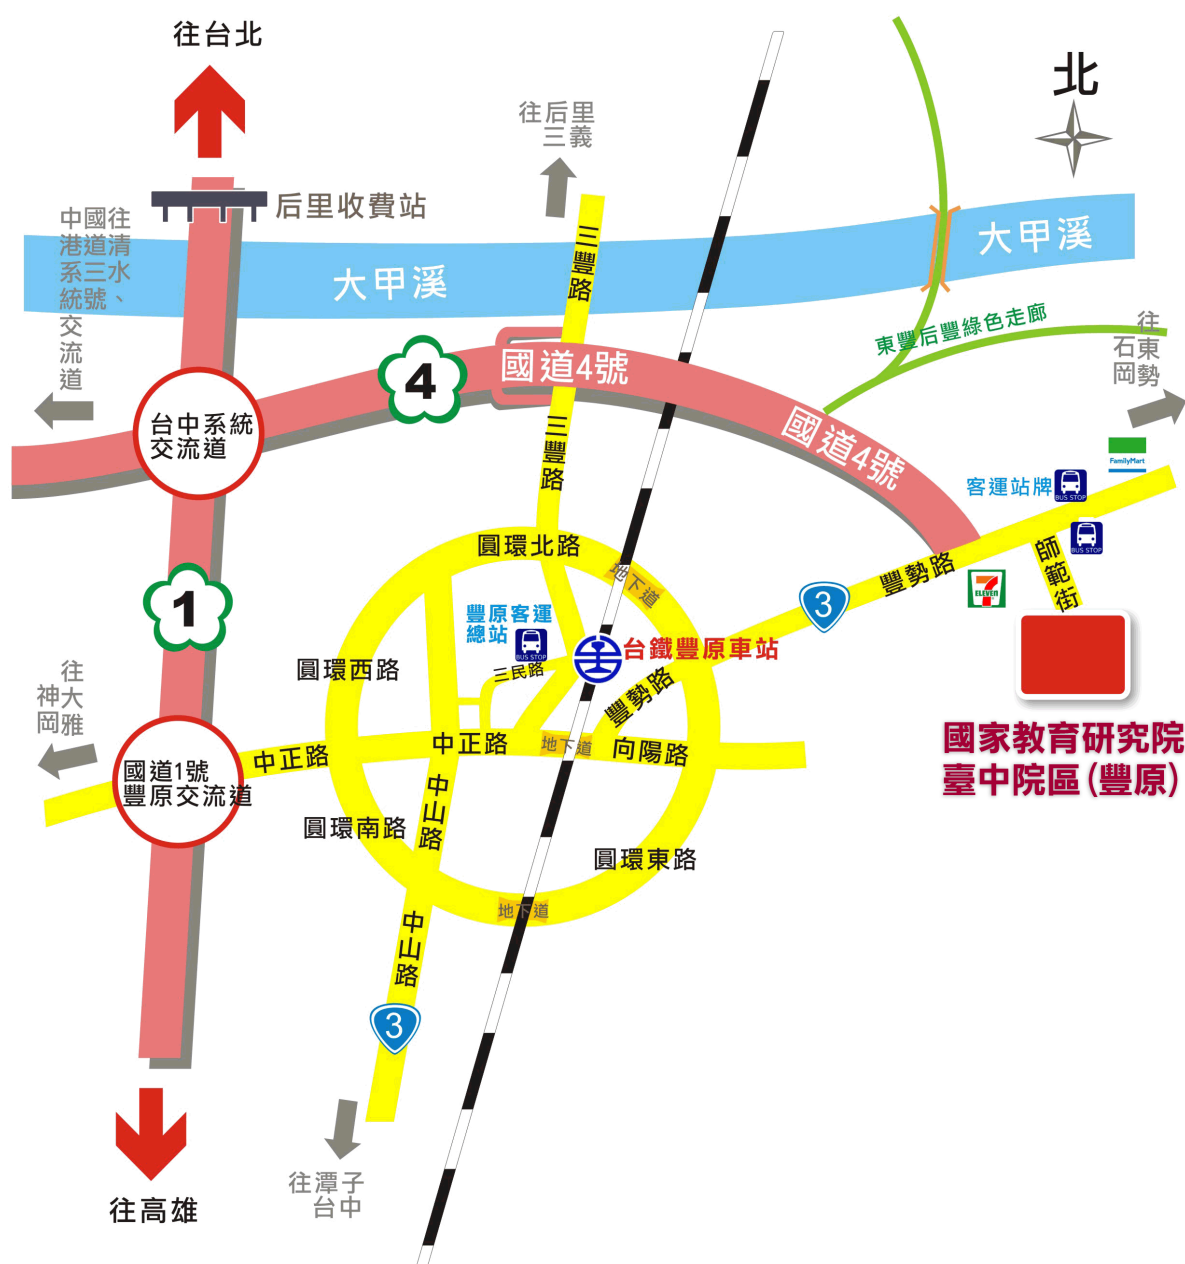 往台北
北
往后里
三義
后里收費站
往清水
國道三號、
中港系統交流道
大甲溪
大甲溪
三豐路
東豐后豐綠色走廊
往東勢
石岡
國道4號
4
台中系統
交流道
三豐路
國道4號
FamilyMart
客運站牌
BUS STOP
BUS STOP
師範街
圓環北路
地下道
豐勢路
7
ELEVEN
3
1
豐原客運
總站
BUS STOP
台鐵豐原車站
三民路
圓環西路
豐勢路
往大雅
神岡
國家教育研究院
臺中院區(豐原)
中正路
中正路
地下道
向陽路
國道1號
豐原交流道
中山路
圓環南路
圓環東路
地下道
中山路
3
往潭子
台中
往高雄